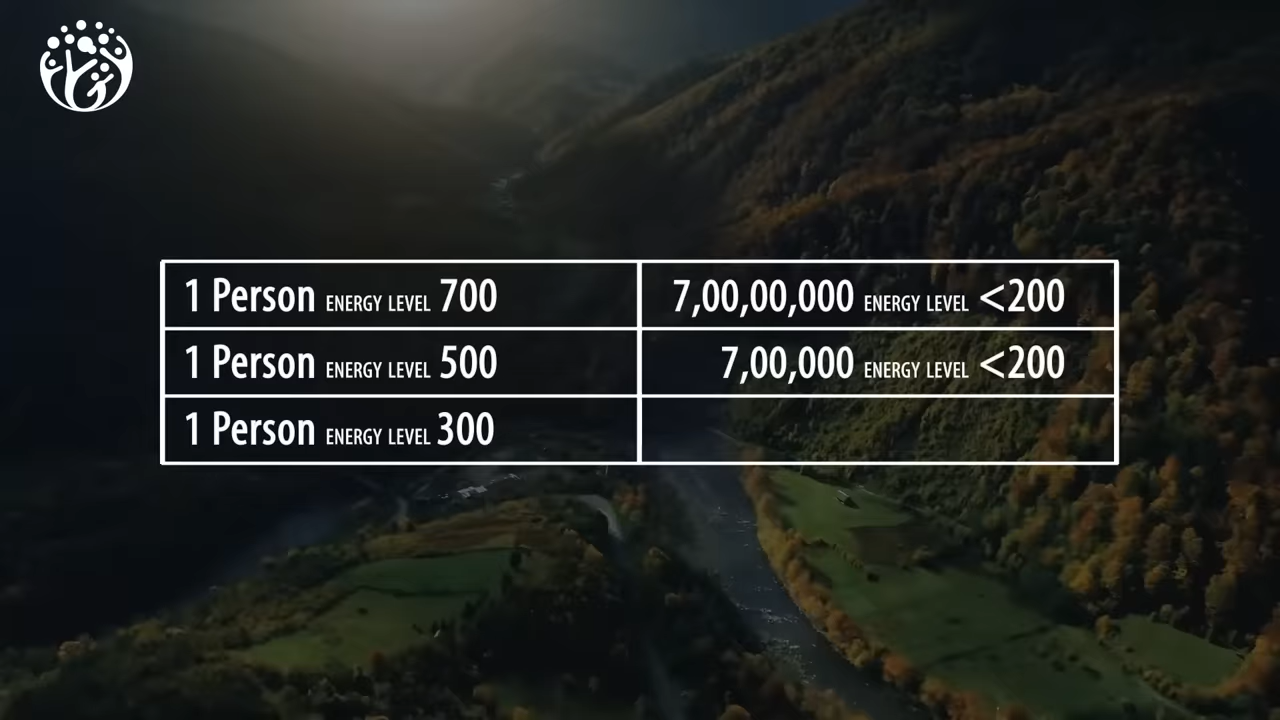 1 Person ENERGY LEVEL 700 7,00,00,000 ENERGY LEVEL <200
1 Person ENERGY LEVEL 500 7,00,000 ENERGY LEVEL <200
1 Person ENERGY LEVEL 300